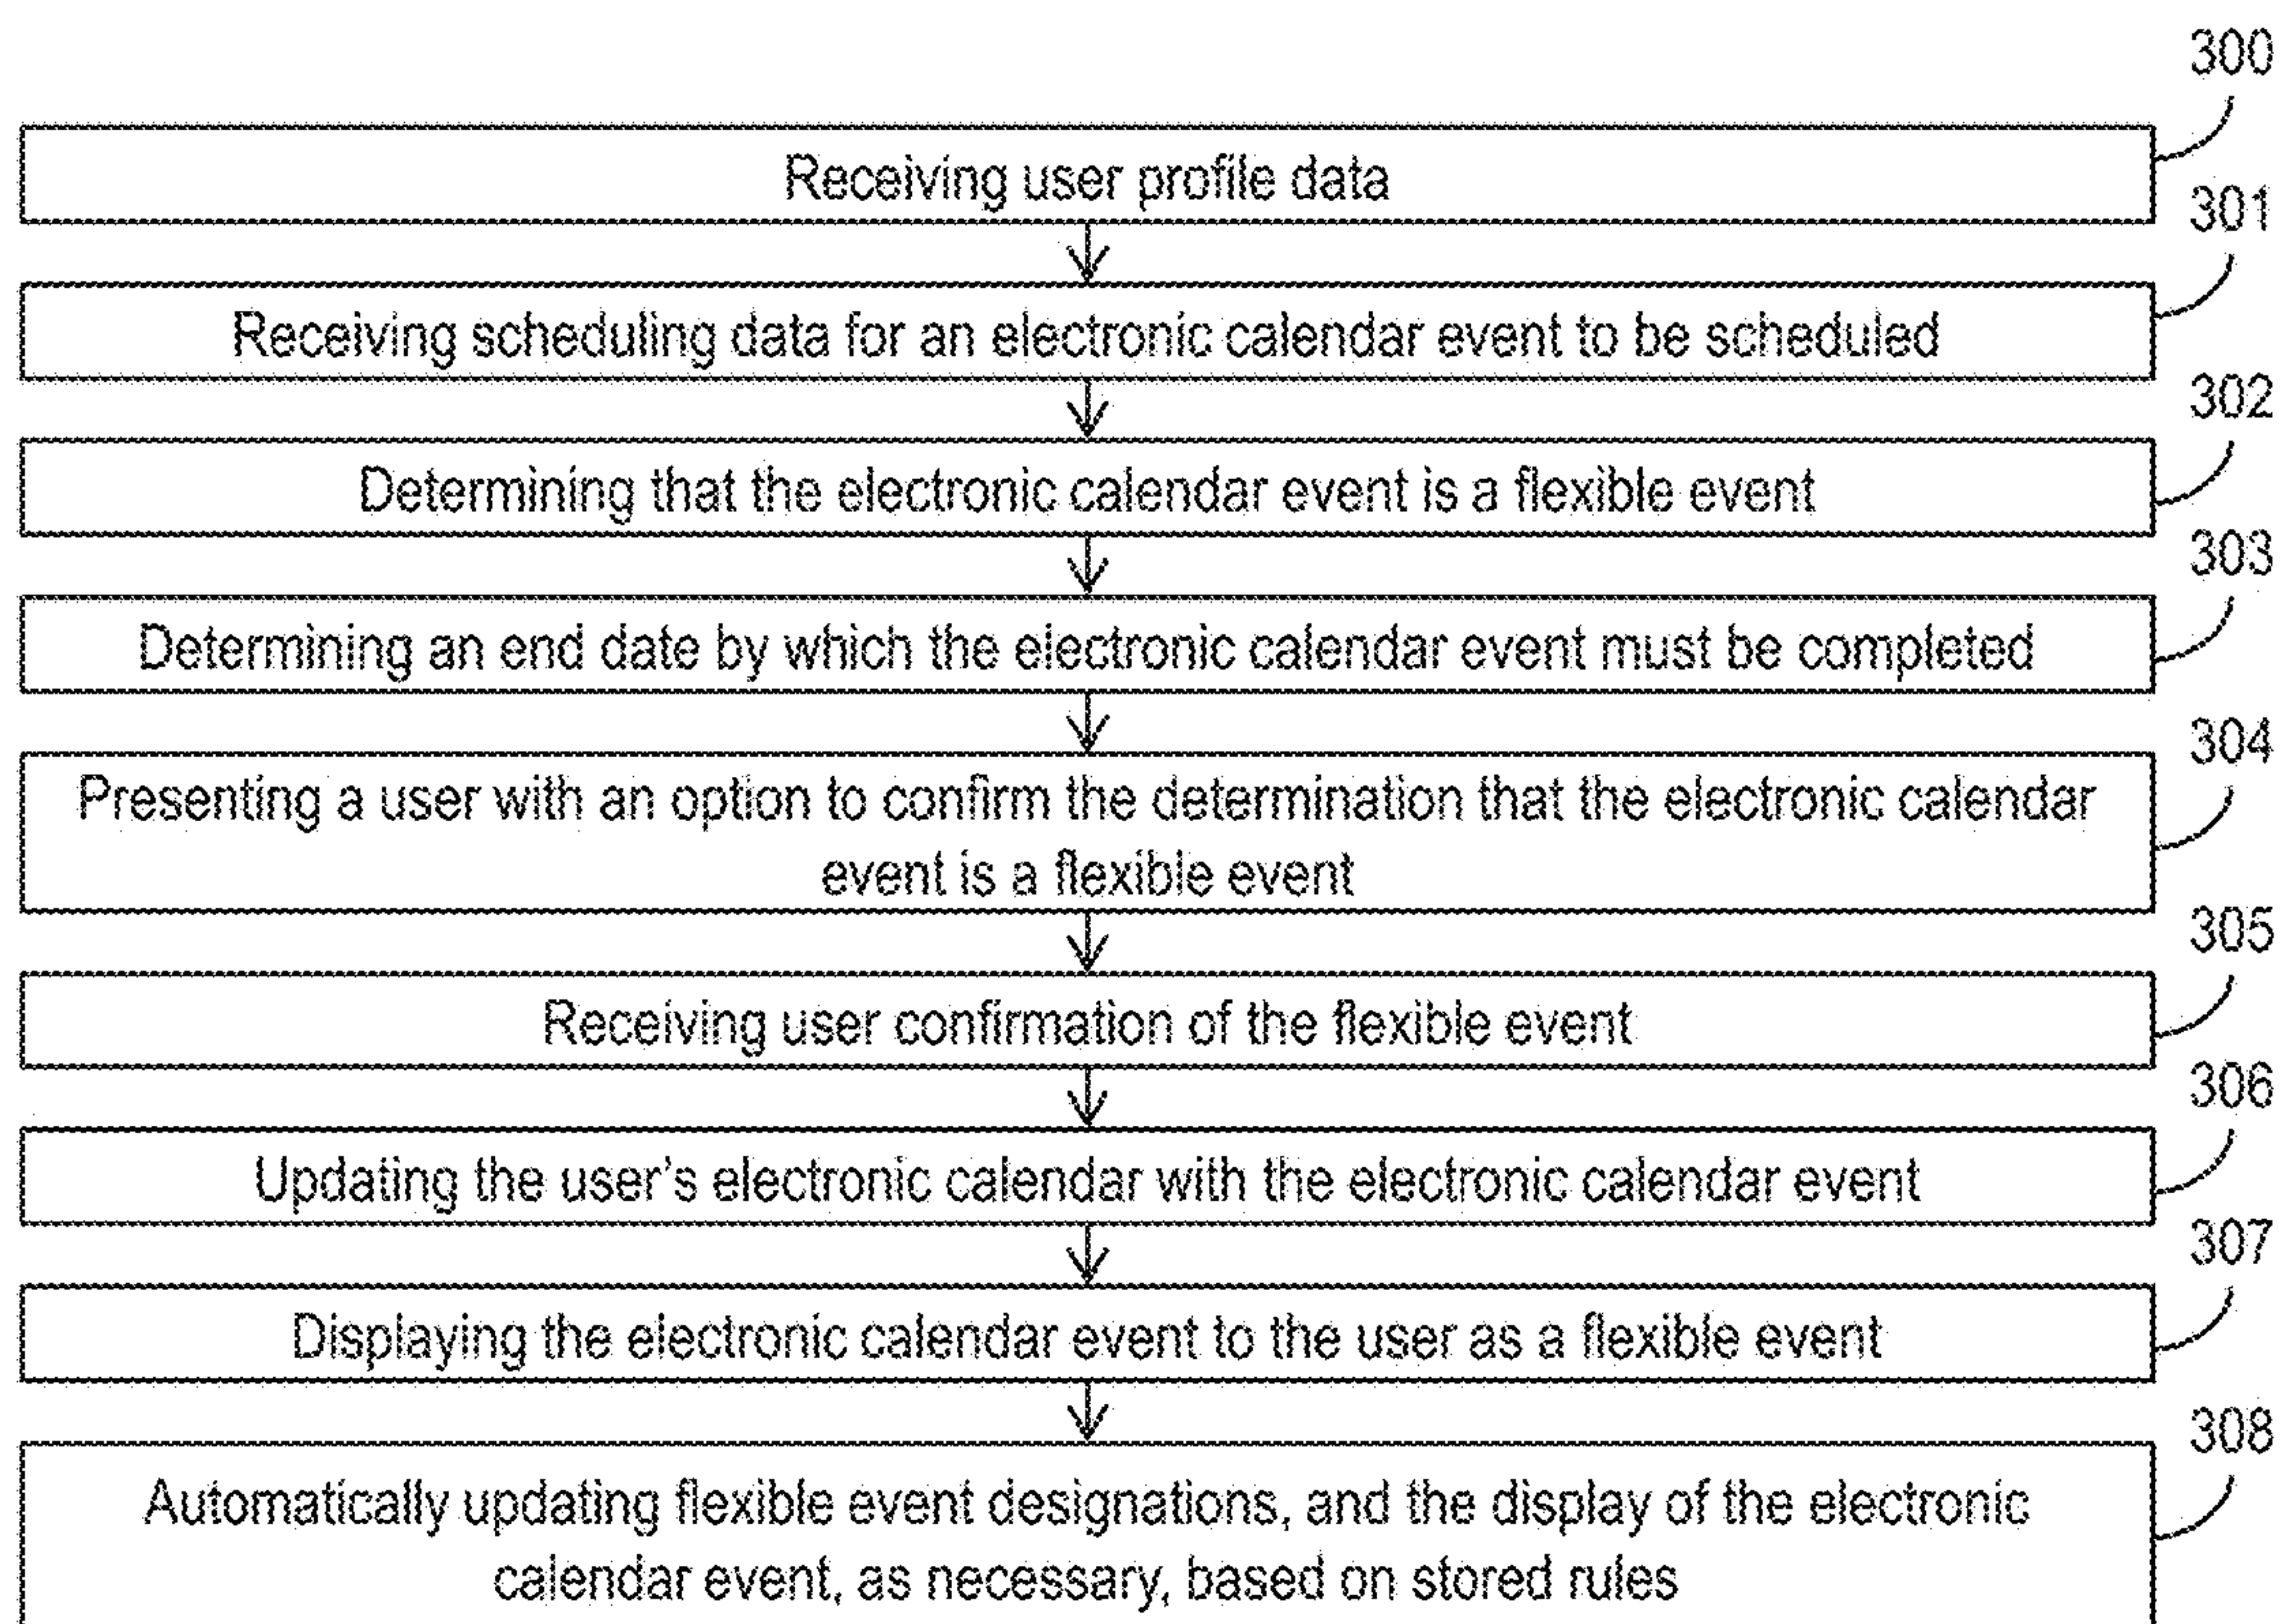 300
Receiving user profile data
301
Receiving scheduling data for an electronic calendar event to be scheduled
302
Determining that the electronic calendar event is a flexible event
303
Determining an end date by which the electronic calendar event must be completed
304
Presenting a user with an option to confirm the determination that the electronic calendar
event is a flexible event
305
Receiving user confirmation of the flexible event
306
Updating the user's electronic calendar with the electronic calendar event
307
Displaying the electronic calendar event to the user as a flexible event
308
Automatically updating flexible event designations, and the display of the electronic
calendar event, as necessary, based on stored rules